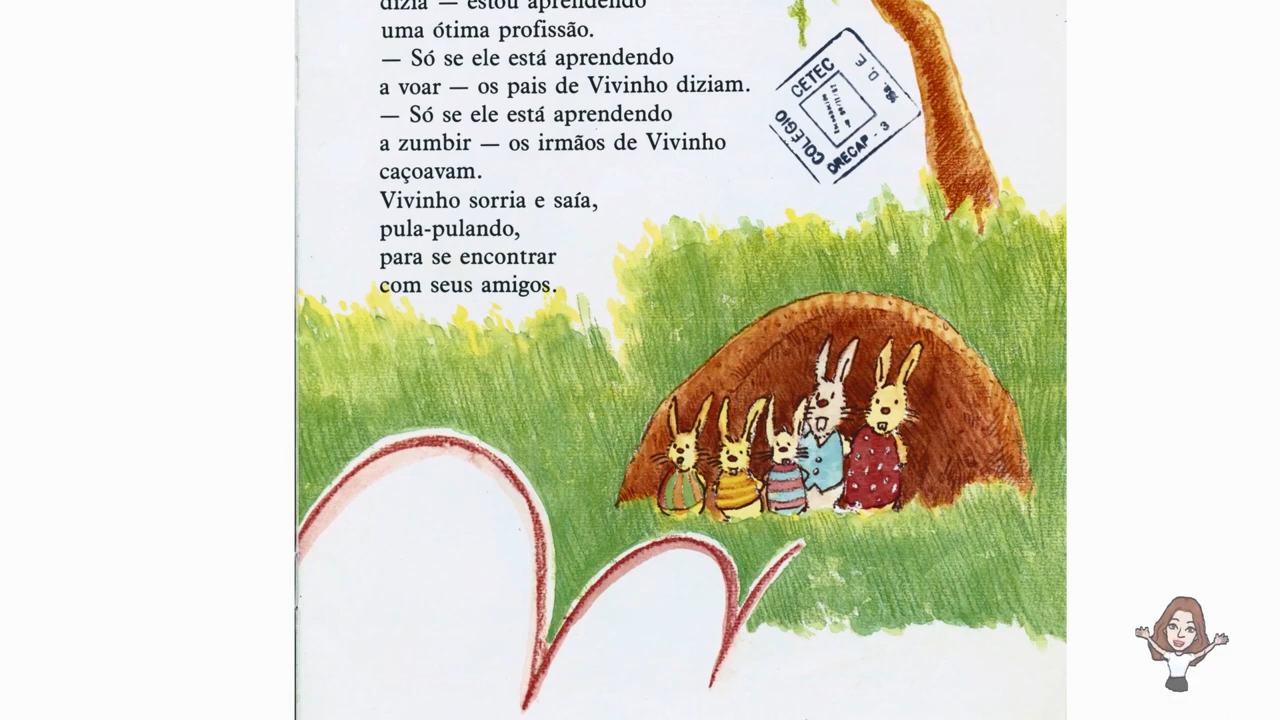 dizia — estou aprendendo
uma ótima profissão.
— Só se ele está aprendendo
a voar — os pais de Vivinho diziam.
— Só se ele está aprendendo
a zumbir — os irmãos de Vivinho
caçoavam.
Vivinho sorria e saía,
pula-pulando,
para se encontrar
com seus amigos.
COLÉGIO CETEC
DRECAP - 3
D. E.